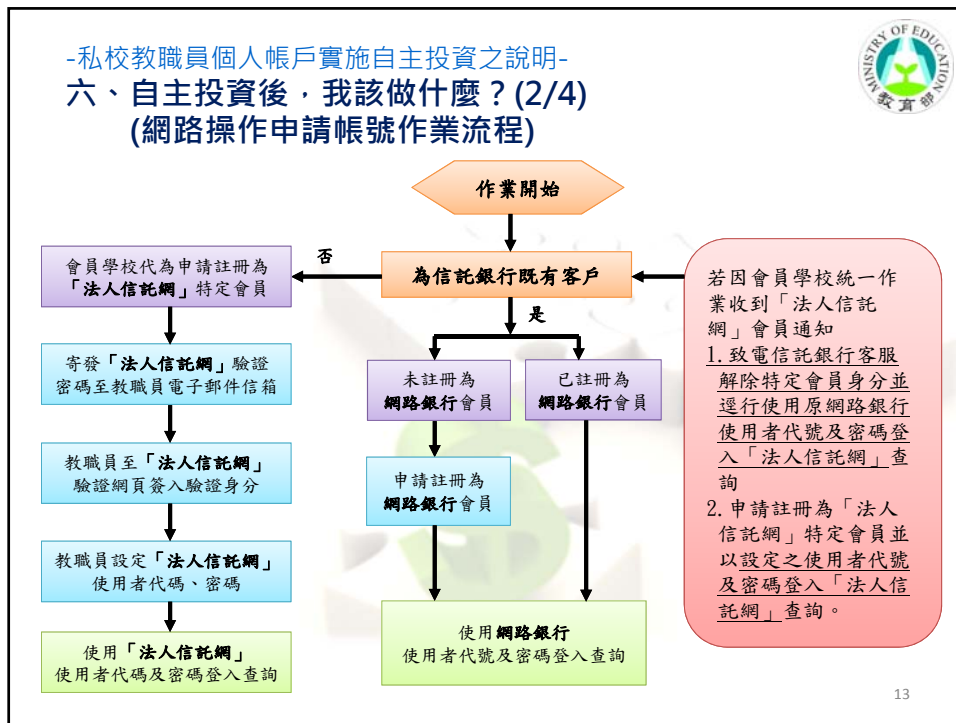 -私校教職員個人帳戶實施自主投資之說明-
六、自主投資後，我該做什麼？(2/4)
(網路操作申請帳號作業流程)
MINISTRY OF EDUCATION
教育部
作業開始
為信託銀行既有客戶
否
是
會員學校代為申請註冊為
「法人信託網」特定會員
寄發「法人信託網」驗證
密碼至教職員電子郵件信箱
教職員至「法人信託網」
驗證網頁簽入驗證身分
教職員設定「法人信託網」
使用者代碼、密碼
使用「法人信託網」
使用者代碼及密碼登入查詢
未註冊為
網路銀行會員
申請註冊為
網路銀行會員
已註冊為
網路銀行會員
使用網路銀行
使用者代號及密碼登入查詢
若因會員學校統一作
業收到「法人信託
網」會員通知
1.致電信託銀行客服
解除特定會員身分並
逕行使用原網路銀行
使用者代號及密碼登
入「法人信託網」查
詢
2.申請註冊為「法人
信託網」特定會員並
以設定之使用者代號
及密碼登入「法人信
託網」查詢。
13